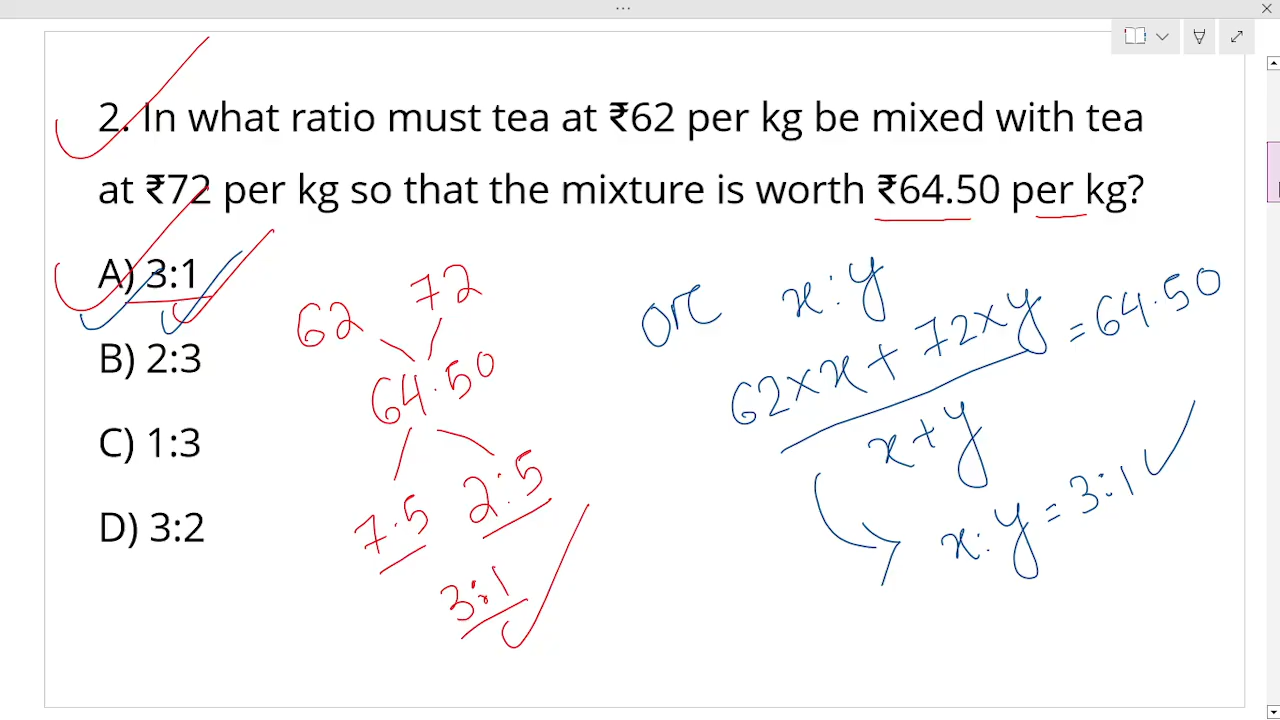 2. In what ratio must tea at ₹62 per kg be mixed with tea
at ₹72 per kg so that the mixture is worth ₹64.50 per kg?
A) 3:1
B) 2:3
C) 1:3
D) 3:2
62 72
64.50
7.5 2:5
3:1
or x:y
62×x+72×y = 64.50
x+y
x:y = 3:1